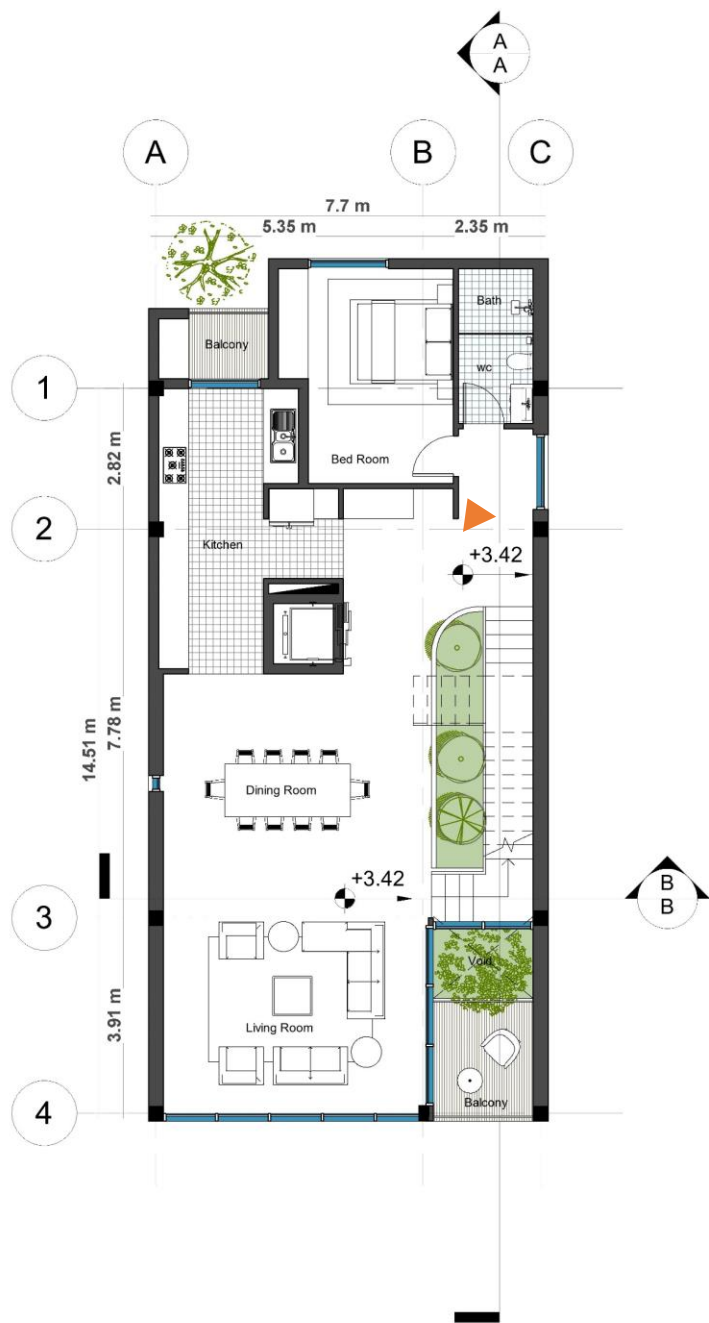 A
A
A
B
C
7.7 m
5.35 m
2.35 m
Bath
Balcony
wc
1
2.82 m
Bed Room
2
Kitchen
+3.42
14.51 m
7.78 m
Dining Room
+3.42
B
B
3
Void
3.91 m
Living Room
Balcony
4